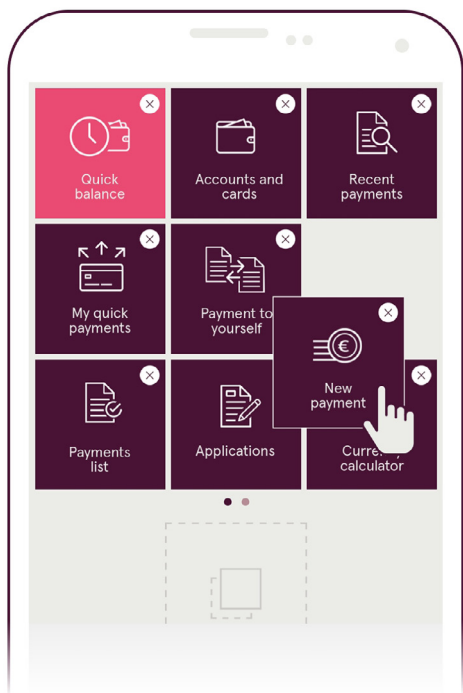 Quick
balance
Accounts and
cards
Recent
payments
My quick
payments
Payment to
yourself
€
New
payment
Payments
list
Applications
calculator